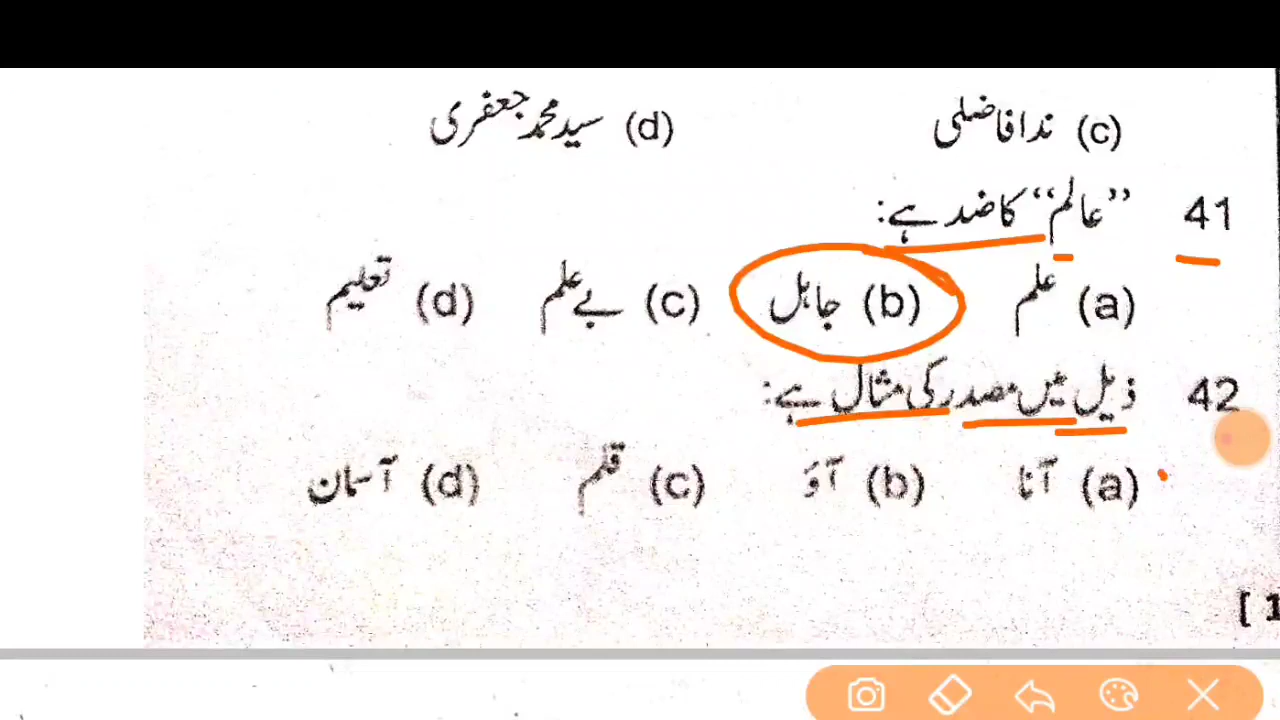 (c) ندا فاضلی (d) سید محمد جعفری
41 ”عالم“ کا ضد ہے:
(a) علم (b) جاہل (c) بے علم (d) تعلیم
42 ذیل میں مصدر کی مثال ہے:
(a) آنا (b) آؤ (c) قلم (d) آسمان
[1